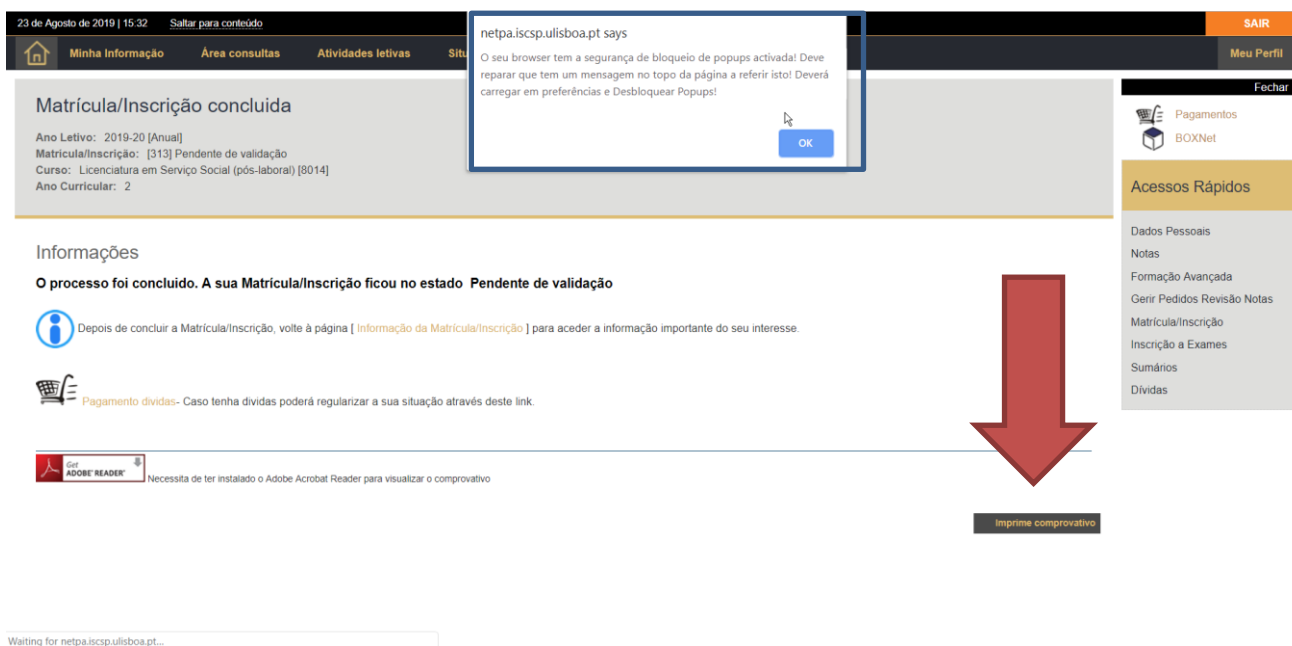 23 de Agosto de 2019 | 15:32 Saltar para conteúdo
SAIR
Minha Informação Área consultas Atividades letivas Situ
Meu Perfil
netpa.iscsp.ulisboa.pt says
O seu browser tem a segurança de bloqueio de popups activada! Deve
reparar que tem um mensagem no topo da página a referir isto! Deverá
carregar em preferências e Desbloquear Popups!
OK
Matrícula/Inscrição concluida
Ano Letivo: 2019-20 [Anual]
Matricula/Inscrição: [313] Pendente de validação
Curso: Licenciatura em Serviço Social (pós-laboral) [8014]
Ano Curricular: 2
Informações
O processo foi concluido. A sua Matrícula/Inscrição ficou no estado Pendente de validação
Depois de concluir a Matrícula/Inscrição, volte à página [ Informação da Matrícula/Inscrição ] para aceder a informação importante do seu interesse.
Pagamento dividas- Caso tenha dividas poderá regularizar a sua situação através deste link.
Get
ADOBE® READER®
Necessita de ter instalado o Adobe Acrobat Reader para visualizar o comprovativo
Imprime comprovativo
Fechar
Pagamentos
BOXNet
Acessos Rápidos
Dados Pessoais
Notas
Formação Avançada
Gerir Pedidos Revisão Notas
Matrícula/Inscrição
Inscrição a Exames
Sumários
Dívidas
Waiting for netpa.iscsp.ulisboa.pt...